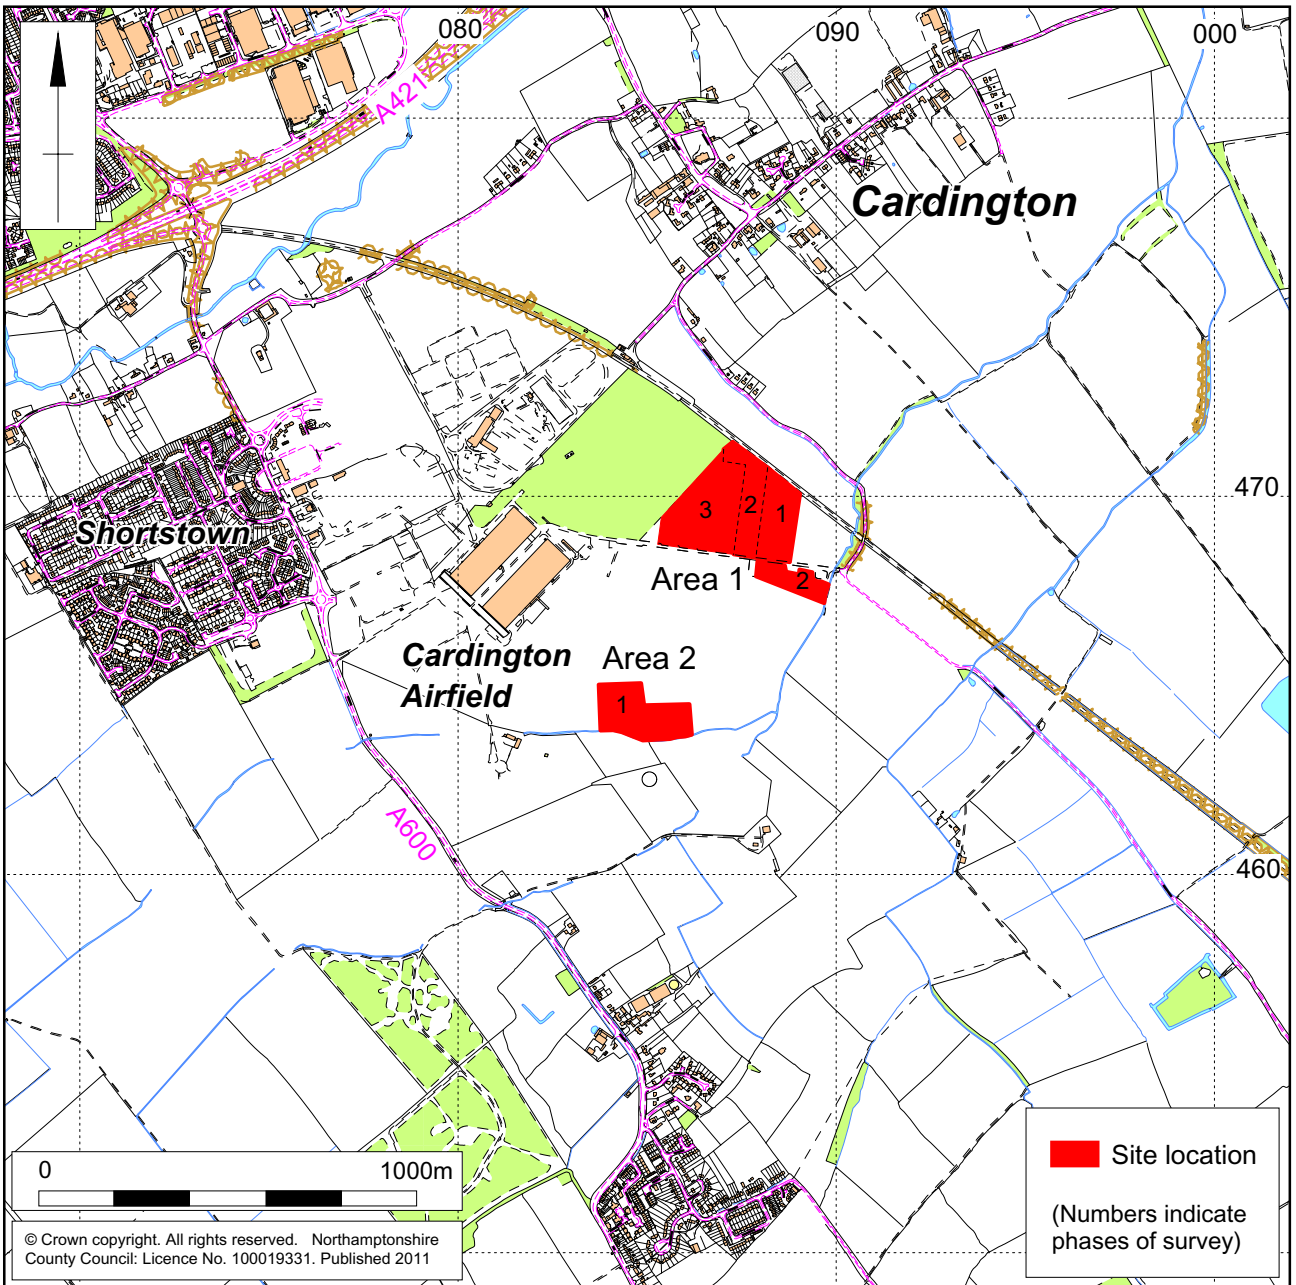 080
090
000
A421
Cardington
470
Shortstown
3
2
1
Area 1
2
Cardington
Airfield
Area 2
1
A600
460
0
1000m
© Crown copyright. All rights reserved. Northamptonshire
County Council: Licence No. 100019331. Published 2011
Site location
(Numbers indicate
phases of survey)